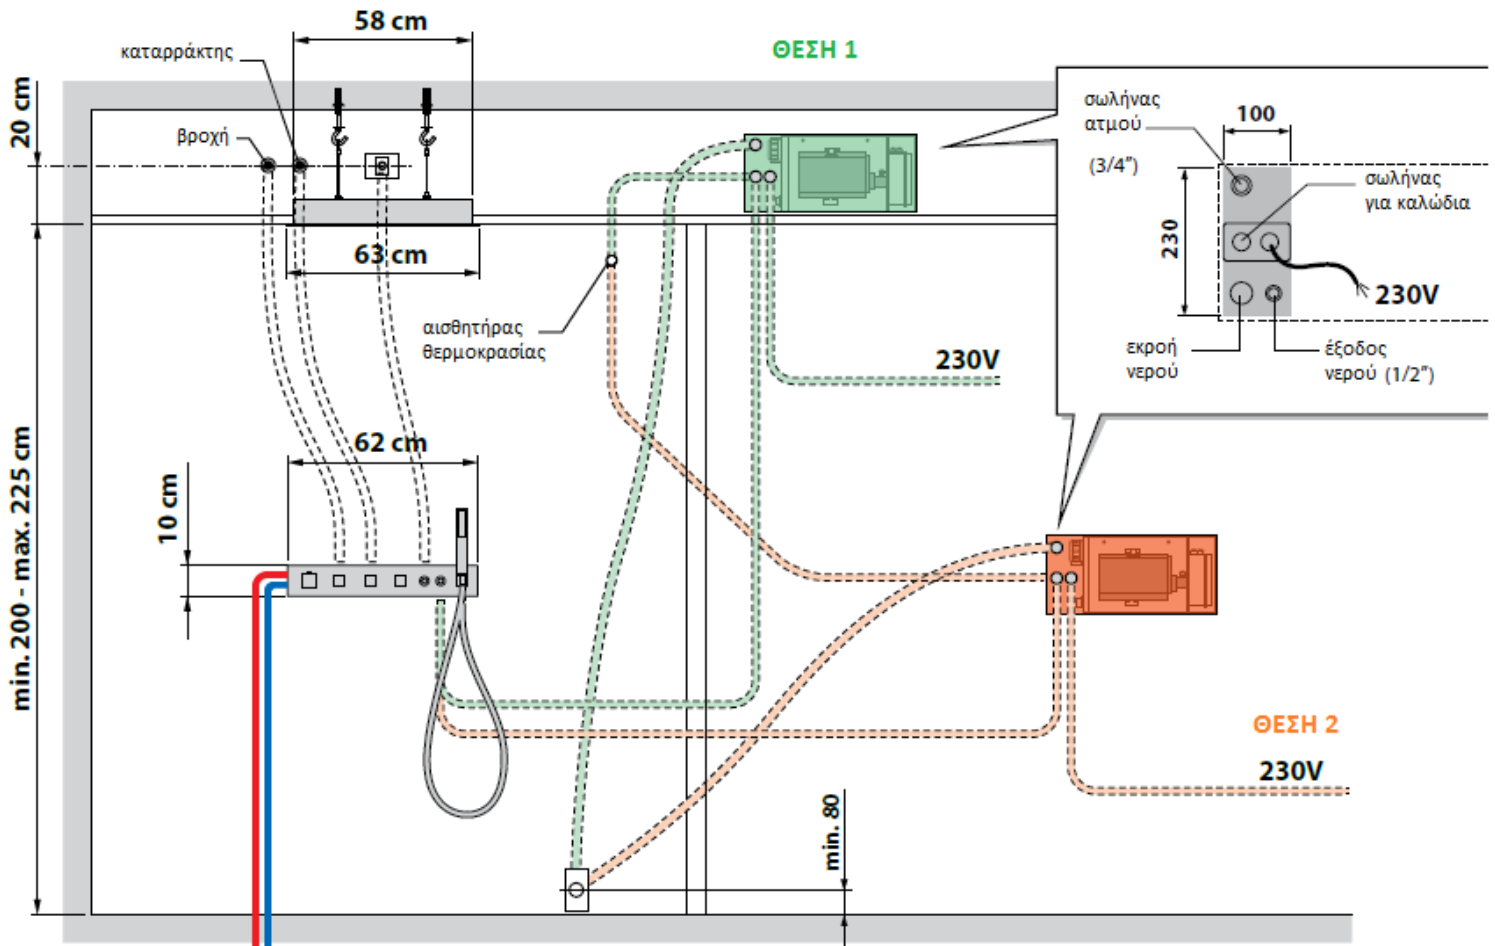 58 cm
ΘΕΣΗ 1
καταρράκτης
20 cm
βροχή
σωλήνας
ατμού
(3/4")
100
σωλήνας
για καλώδια
230
230V
εκροή
νερού
έξοδος
νερού (1/2")
63 cm
αισθητήρας
θερμοκρασίας
230V
62 cm
10 cm
min. 200 - max. 225 cm
ΘΕΣΗ 2
230V
min. 80